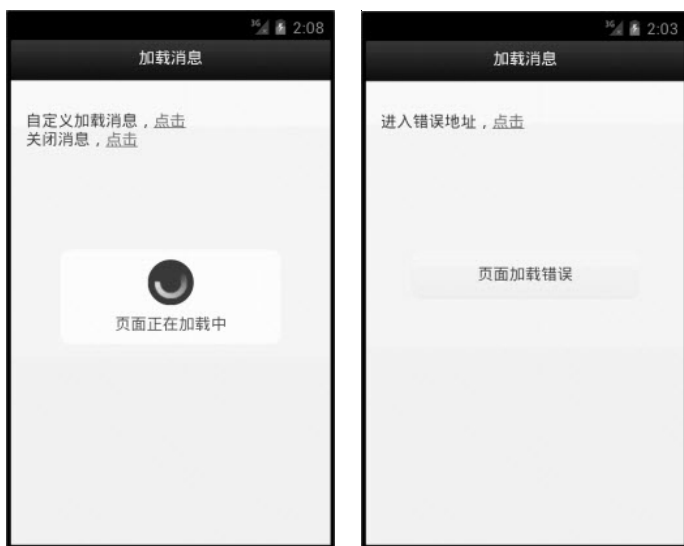 3G 2:08
加载消息
自定义加载消息，点击
关闭消息，点击
页面正在加载中
3G 2:03
加载消息
进入错误地址，点击
页面加载错误